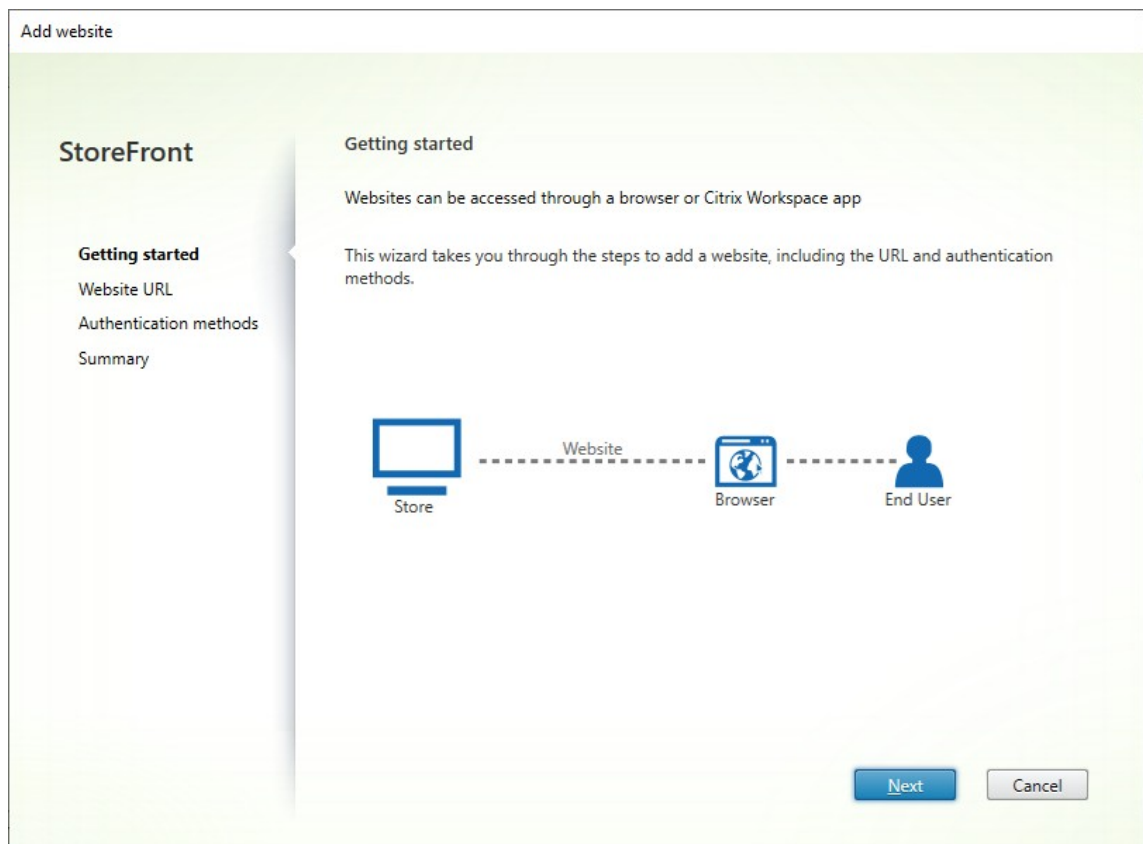 Add website
StoreFront
Getting started
Website URL
Authentication methods
Summary
Getting started
Websites can be accessed through a browser or Citrix Workspace app
This wizard takes you through the steps to add a website, including the URL and authentication
methods.
Website
Store
Browser
End User
Next
Cancel